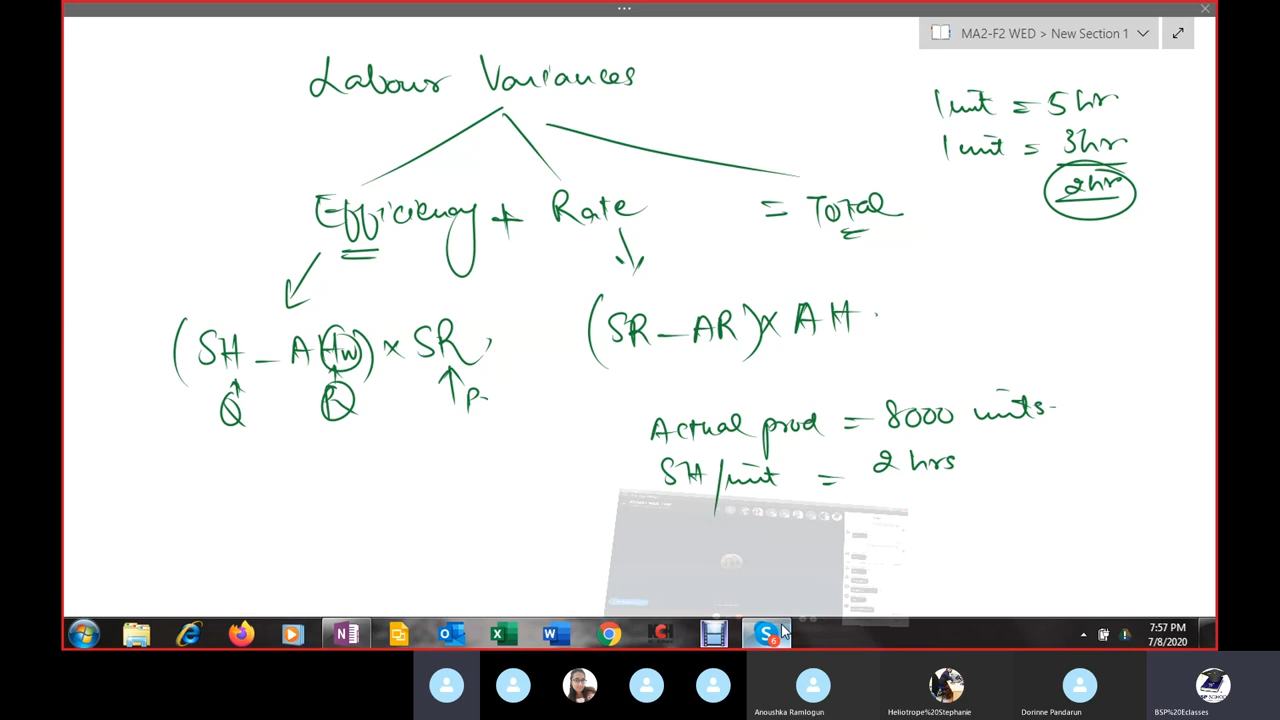 MA2-F2 WED > New Section 1
Labour Variances
1 unit = 5 hr
1 unit = 3 hr
2 hr
Efficiency + Rate = Total
(SH - AHw) × SR
(SR - AR) × AH
Q
P
Actual prod = 8000 units
SH/unit = 2 hrs
7:57 PM
7/8/2020
Anoushka Ramlogun
Heliotrope%20Stephanie
Dorinne Pandarun
BSP%20Eclasses